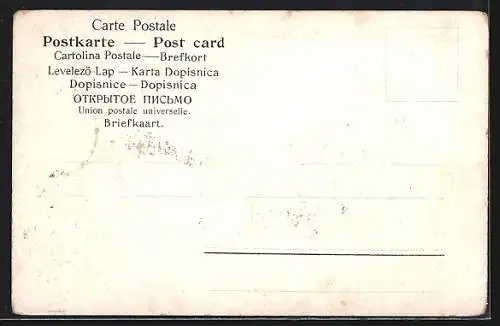 Carte Postale
Postkarte — Post card
Cartolina Postale — Brefkort
Levelező Lap — Karta Dopisnica
Dopisnice — Dopisnica
ОТКРЫТОЕ ПИСЬМО
Union postale universelle.
Briefkaart.